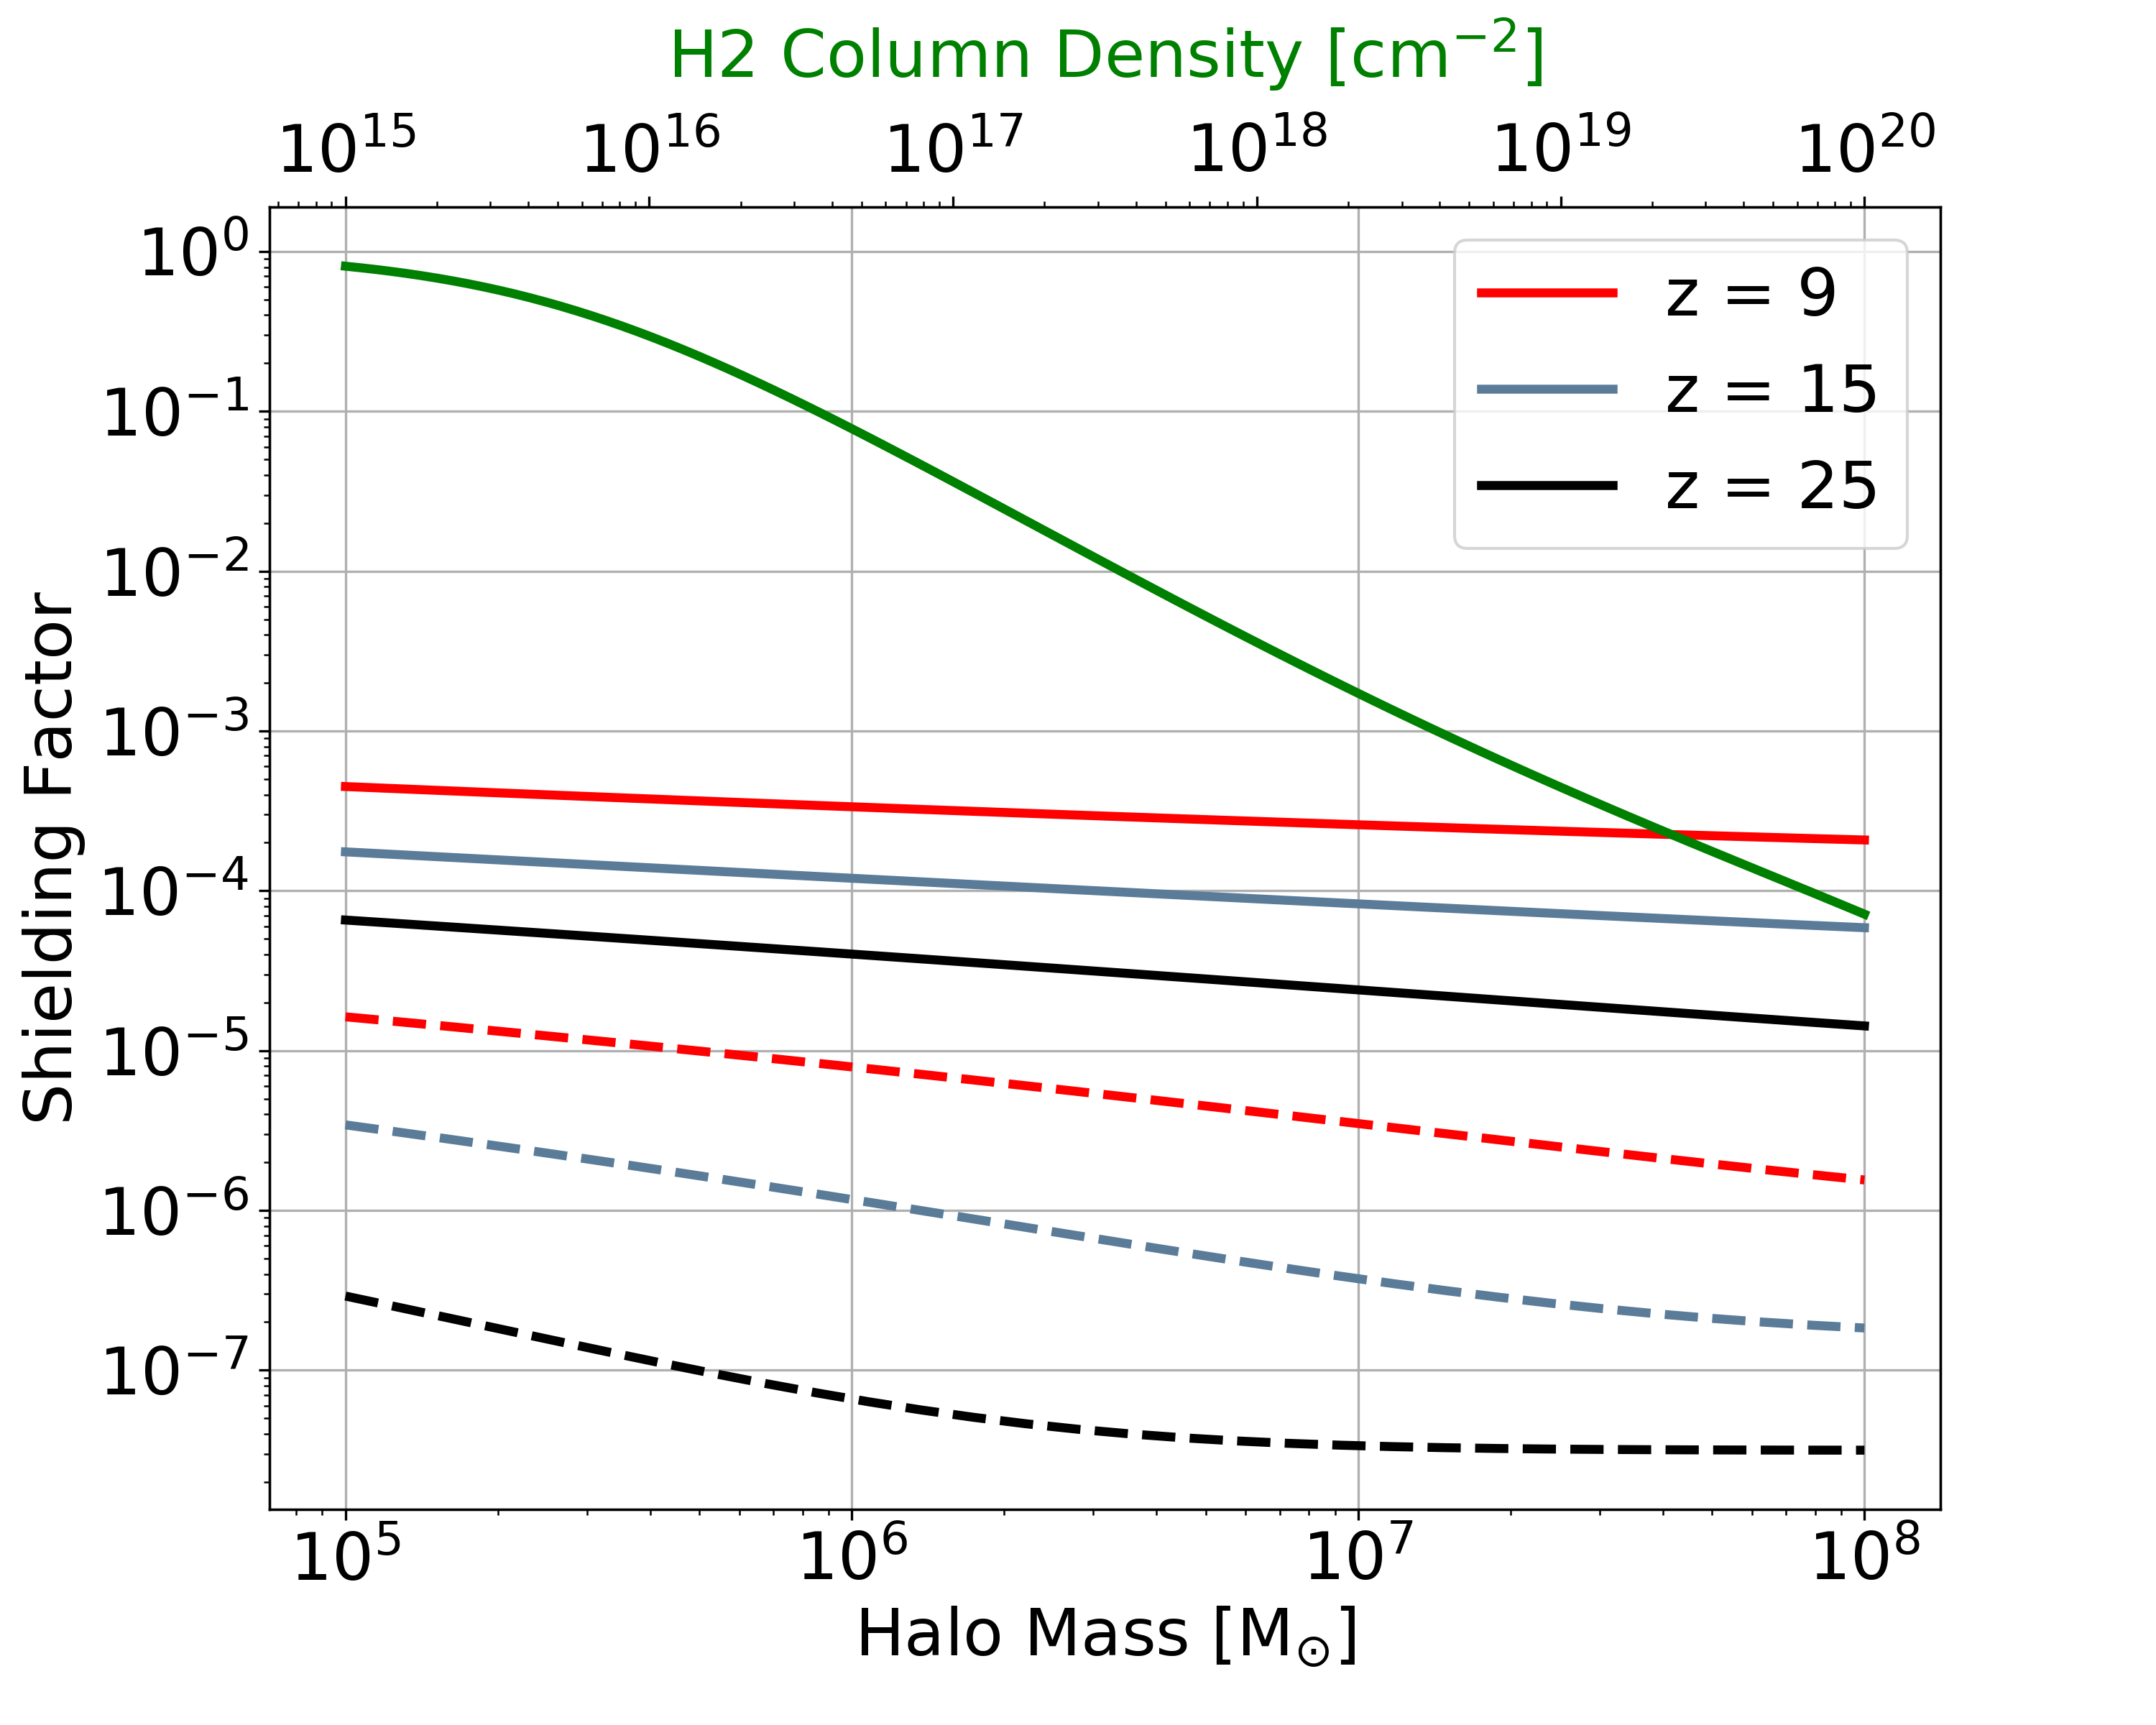 H2 Column Density [cm⁻²]
10¹⁵ 10¹⁶ 10¹⁷ 10¹⁸ 10¹⁹ 10²⁰
10⁰
10⁻¹
10⁻²
10⁻³
10⁻⁴
10⁻⁵
10⁻⁶
10⁻⁷
Shielding Factor
z = 9
z = 15
z = 25
10⁵ 10⁶ 10⁷ 10⁸
Halo Mass [M☉]